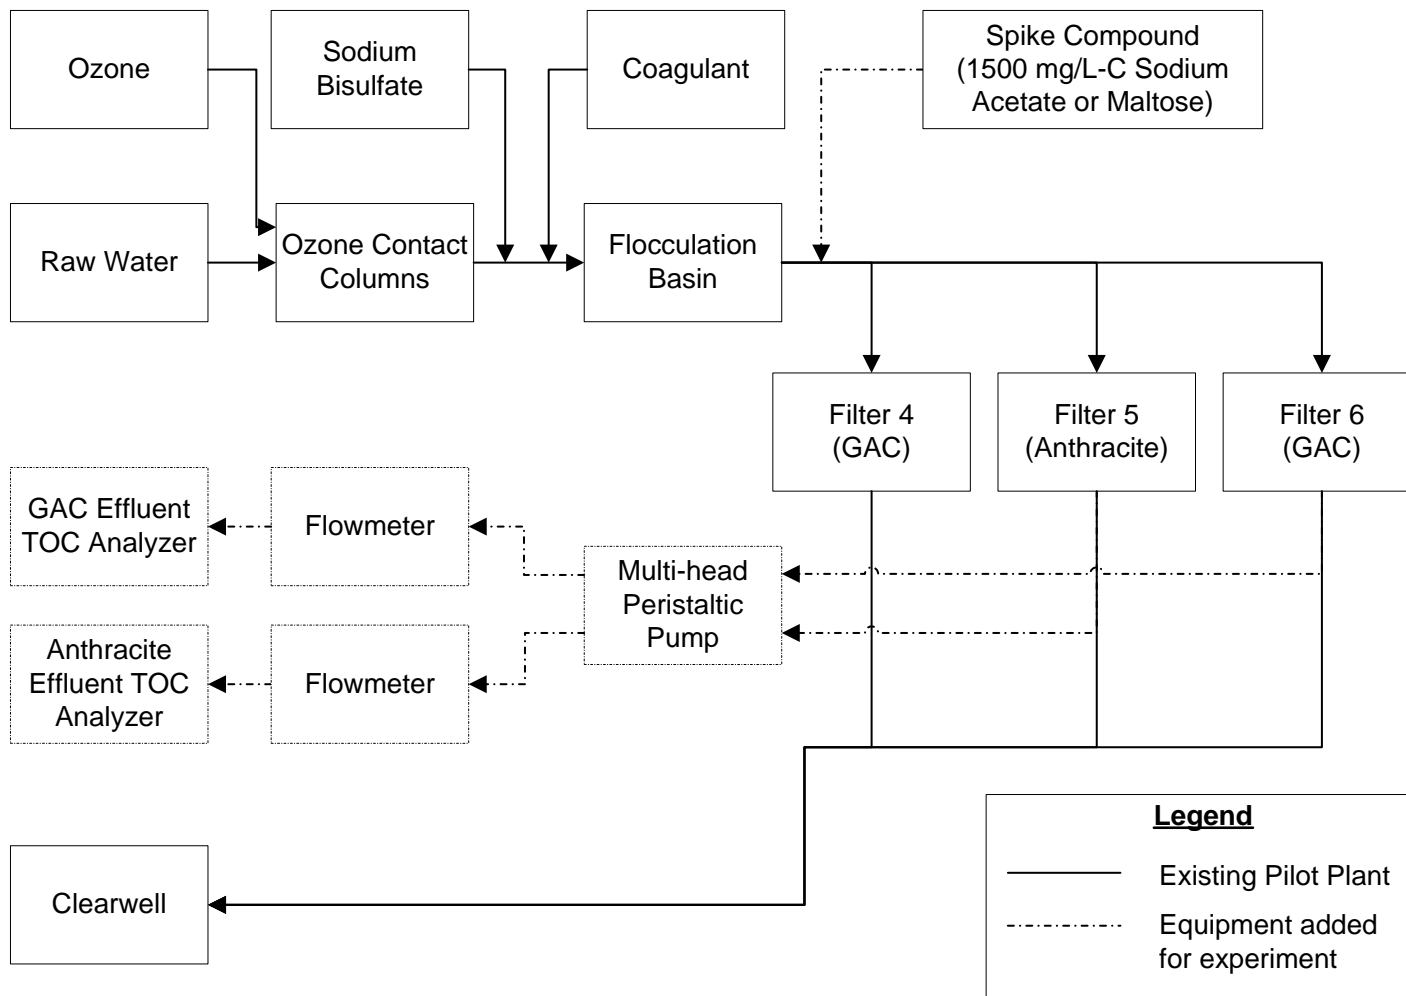 Ozone
Sodium
Bisulfate
Coagulant
Spike Compound
(1500 mg/L-C Sodium
Acetate or Maltose)
Raw Water
Ozone Contact
Columns
Flocculation
Basin
Filter 4
(GAC)
Filter 5
(Anthracite)
Filter 6
(GAC)
GAC Effluent
TOC Analyzer
Flowmeter
Multi-head
Peristaltic
Pump
Anthracite
Effluent TOC
Analyzer
Flowmeter
Clearwell
Legend
Existing Pilot Plant
Equipment added
for experiment